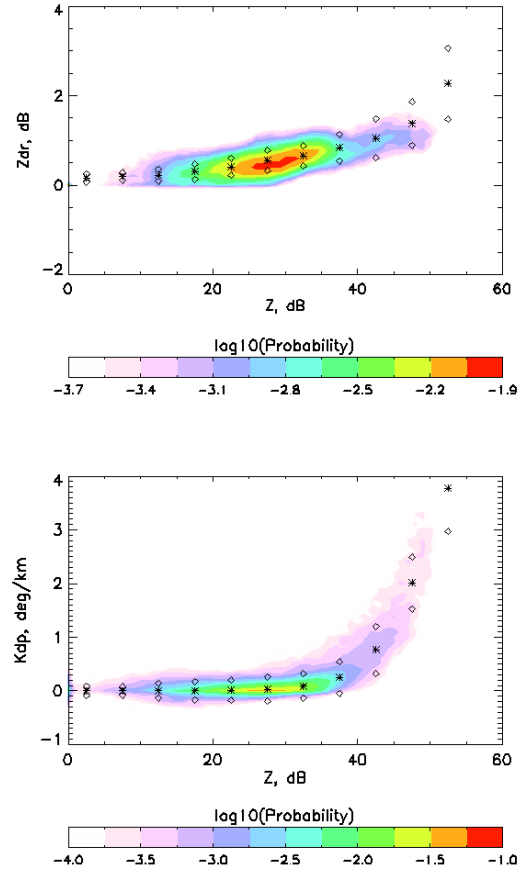 4
2
0
-2
Zdr, dB
0 20 40 60
Z, dB
log10(Probability)
-3.7 -3.4 -3.1 -2.8 -2.5 -2.2 -1.9
4
3
2
1
0
-1
Kdp, deg/km
0 20 40 60
Z, dB
log10(Probability)
-4.0 -3.5 -3.0 -2.5 -2.0 -1.5 -1.0